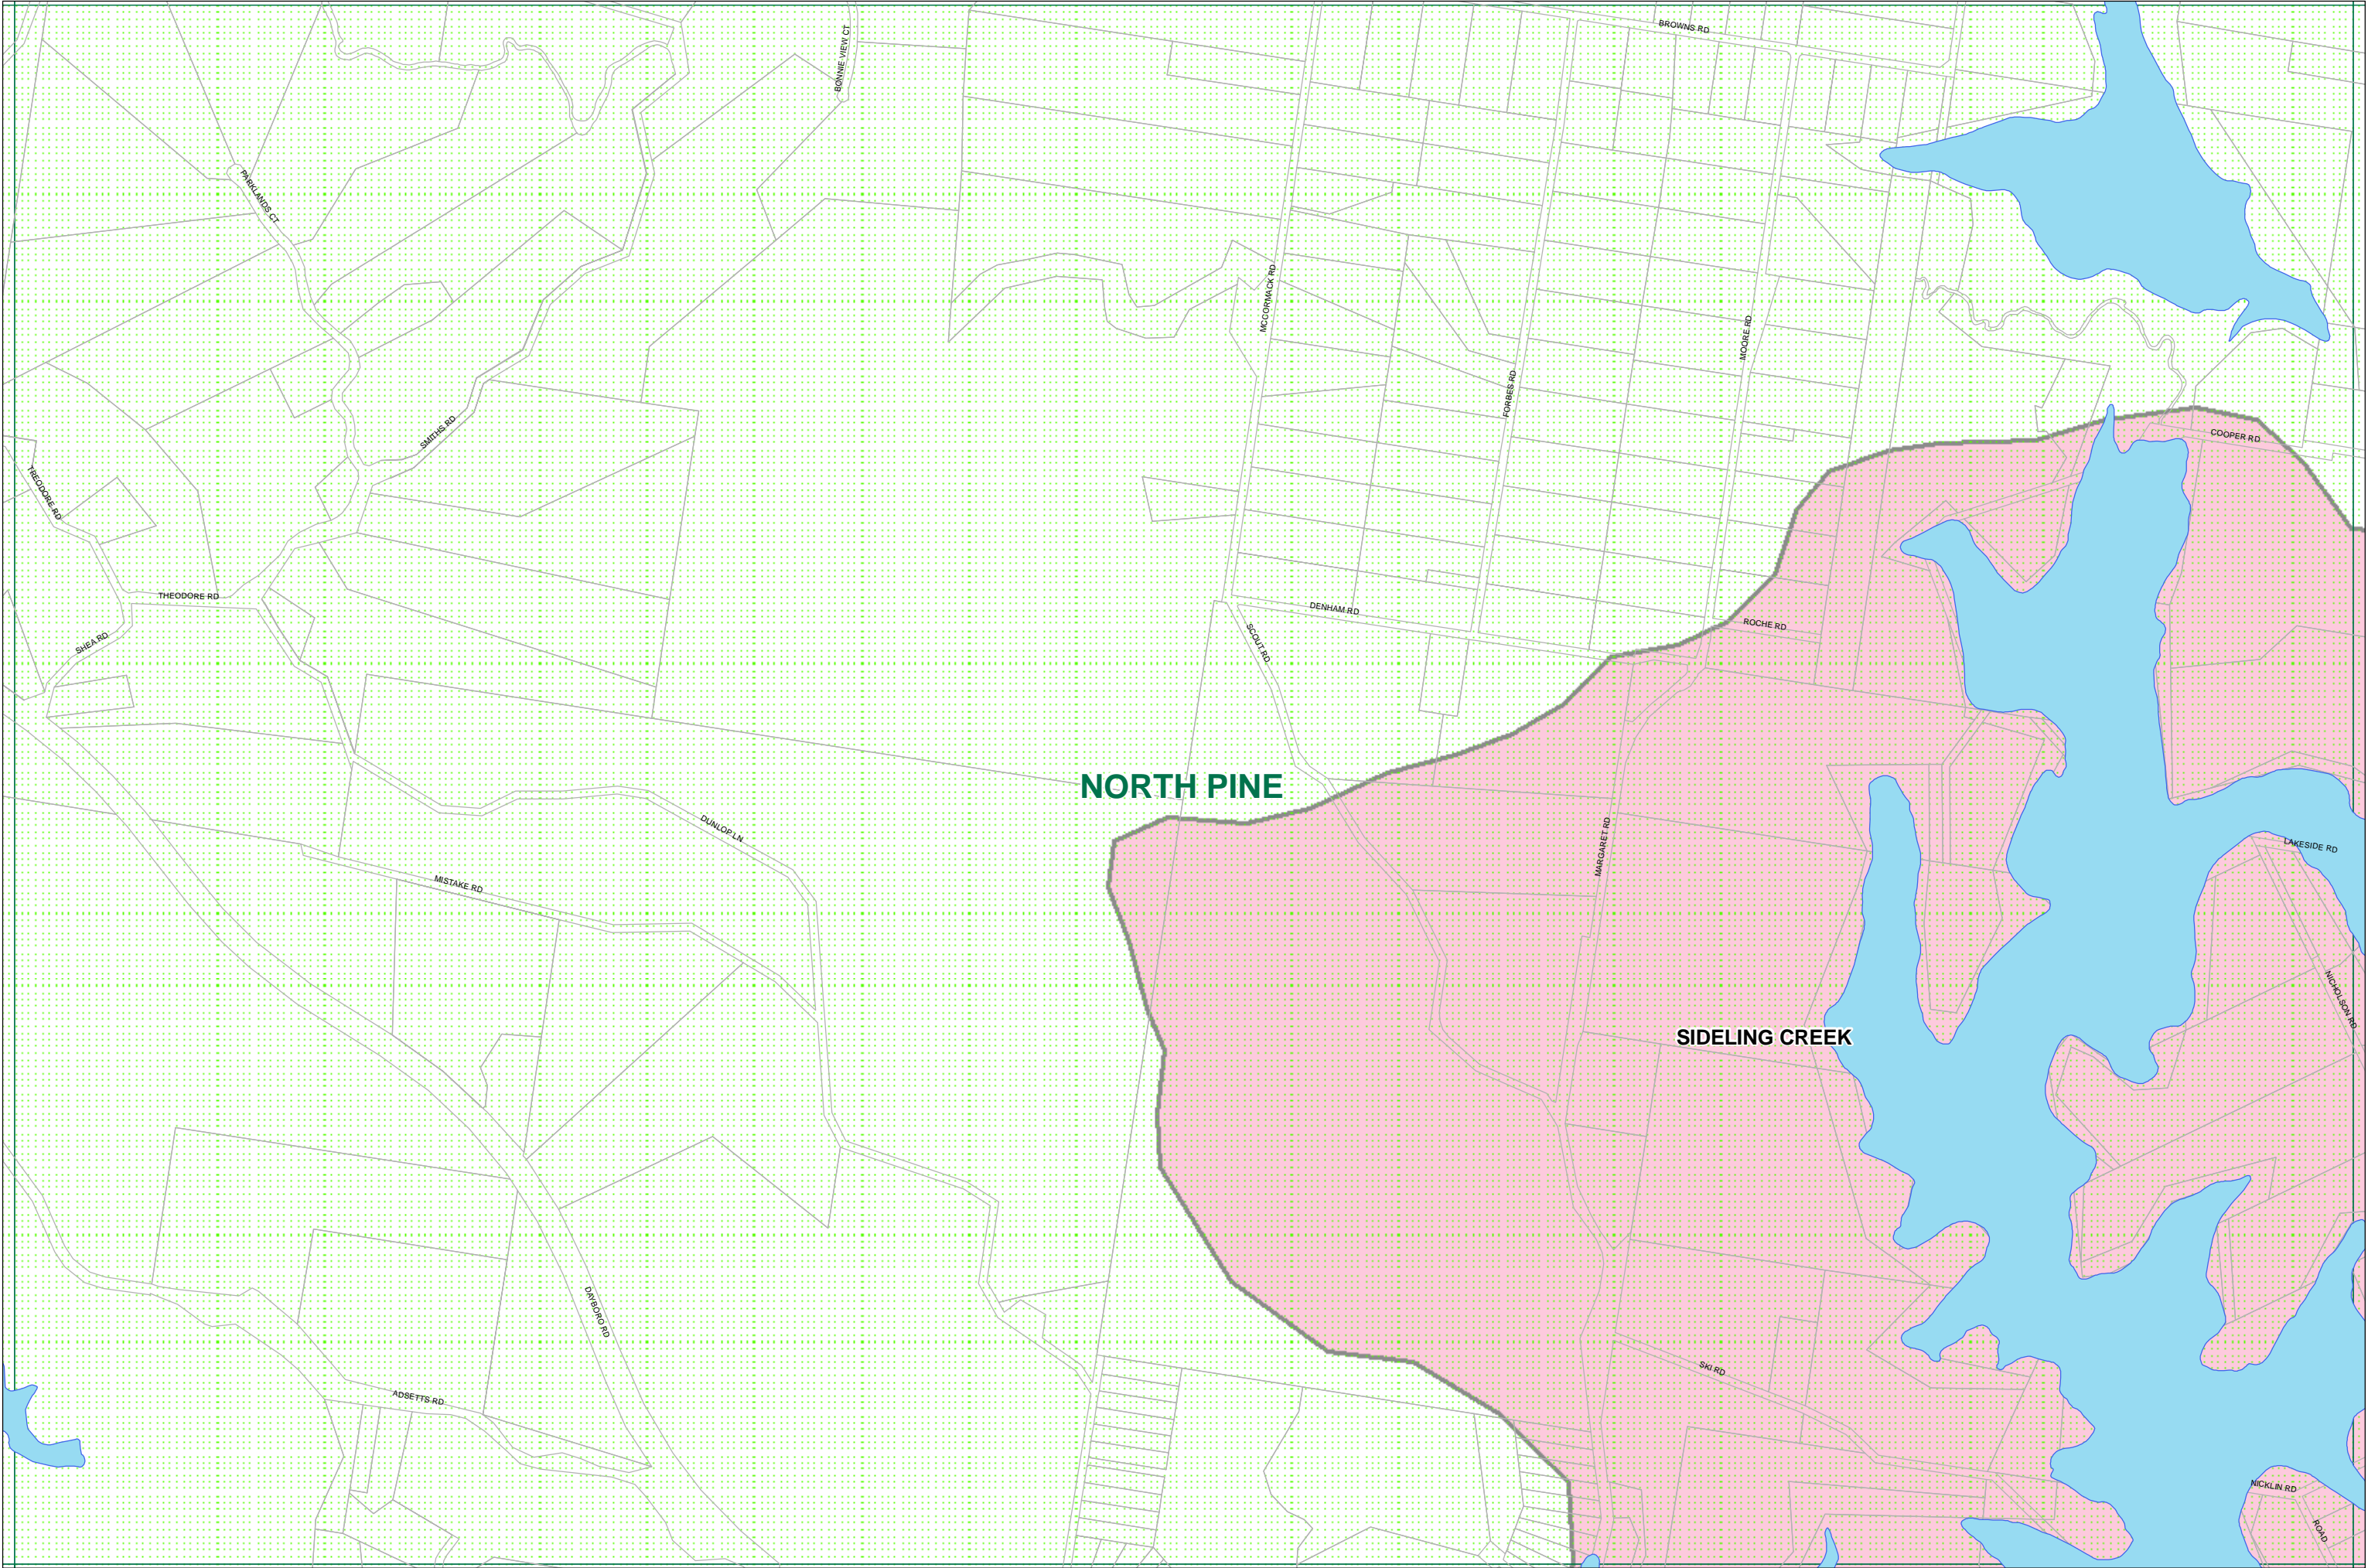 BROWNS RD
BONNIE VIEW CT
PARKLANDS CT
MCCORMACK RD
MOORE RD
FORBES RD
SMITHS RD
COOPER RD
THEODORE RD
THEODORE RD
DENHAM RD
ROCHE RD
SHEA RD
SCOUT RD
NORTH PINE
DUNLOP LN
MARGARET RD
LAKESIDE RD
MISTAKE RD
NICHOLSON RD
SIDELING CREEK
DAYBORO RD
SKI RD
ADSETTS RD
NICKLIN RD
ROAD